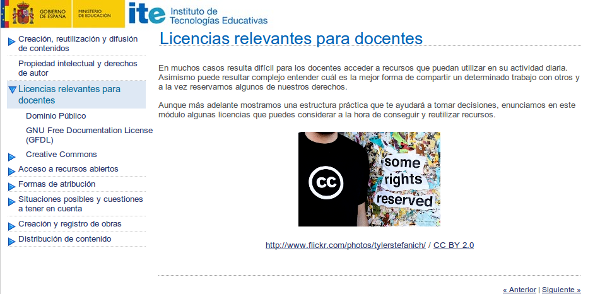 GOBIERNO
DE ESPAÑA
MINISTERIO
DE EDUCACIÓN
ite
Instituto de
Tecnologías Educativas
Creación, reutilización y difusión
de contenidos
Propiedad intelectual y derechos
de autor
Licencias relevantes para
docentes
Dominio Público
GNU Free Documentation License
(GFDL)
Creative Commons
Acceso a recursos abiertos
Formas de atribución
Situaciones posibles y cuestiones
a tener en cuenta
Creación y registro de obras
Distribución de contenido
Licencias relevantes para docentes
En muchos casos resulta difícil para los docentes acceder a recursos que puedan utilizar en su actividad diaria.
Asimismo puede resultar complejo entender cuál es la mejor forma de compartir un determinado trabajo con otros y
a la vez reservarnos algunos de nuestros derechos.
Aunque más adelante mostramos una estructura práctica que te ayudará a tomar decisiones, enunciamos en este
módulo algunas licencias que puedes considerar a la hora de conseguir y reutilizar recursos.
cc
some
rights
reserved
http://www.flickr.com/photos/tylerstefanich/ / CC BY 2.0
« Anterior | Siguiente »